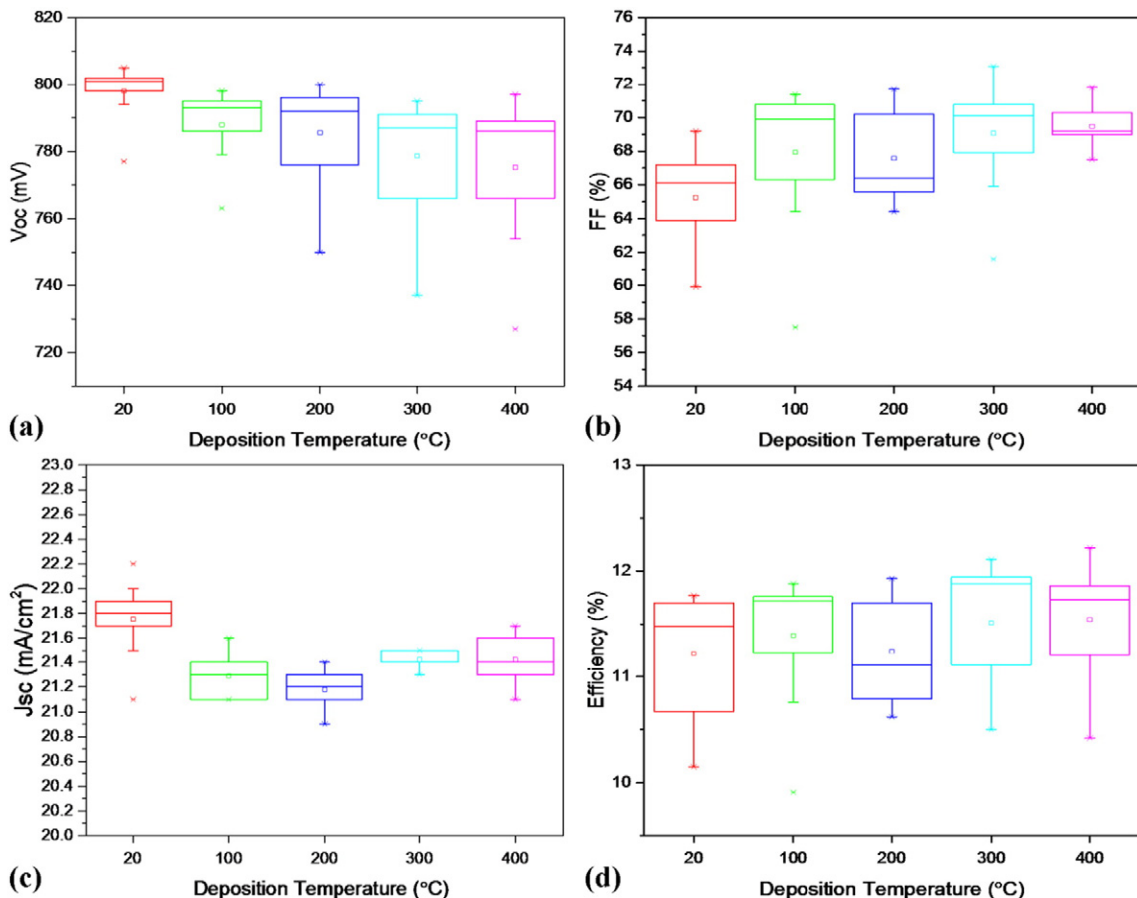 820
800
780
760
740
720
Vcc (mV)
20 100 200 300 400
(a)
Deposition Temperature (°C)
76
74
72
70
68
66
64
62
60
58
56
54
FF (%)
20 100 200 300 400
(b)
Deposition Temperature (°C)
23.0
22.8
22.6
22.4
22.2
22.0
21.8
21.6
21.4
21.2
21.0
20.8
20.6
20.4
20.2
20.0
Jsc (mA/cm²)
20 100 200 300 400
(c)
Deposition Temperature (°C)
13
12
11
10
Efficiency (%)
20 100 200 300 400
(d)
Deposition Temperature (°C)